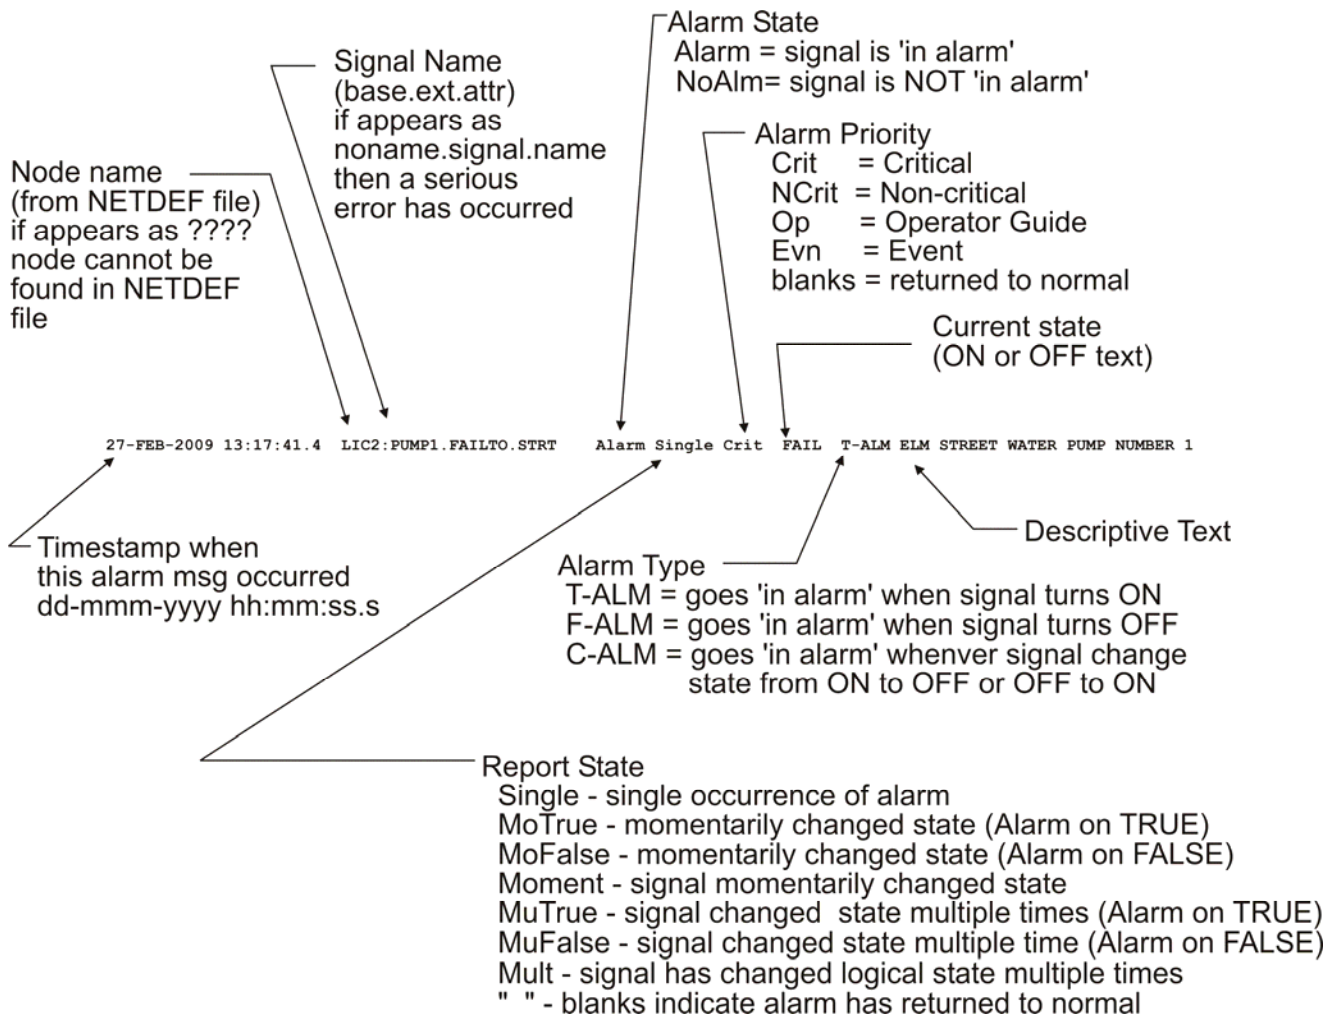 Alarm State
Alarm = signal is 'in alarm'
NoAlm= signal is NOT 'in alarm'
Signal Name
(base.ext.attr)
if appears as
noname.signal.name
then a serious
error has occurred
Alarm Priority
Crit = Critical
NCrit = Non-critical
Op = Operator Guide
Evn = Event
blanks = returned to normal
Node name
(from NETDEF file)
if appears as ????
node cannot be
found in NETDEF
file
Current state
(ON or OFF text)
27-FEB-2009 13:17:41.4 LIC2:PUMP1.FAILTO.STRT Alarm Single Crit FAIL T-ALM ELM STREET WATER PUMP NUMBER 1
Timestamp when
this alarm msg occurred
dd-mmm-yyyy hh:mm:ss.s
Descriptive Text
Alarm Type
T-ALM = goes 'in alarm' when signal turns ON
F-ALM = goes 'in alarm' when signal turns OFF
C-ALM = goes 'in alarm' whenver signal change
state from ON to OFF or OFF to ON
Report State
Single - single occurrence of alarm
MoTrue - momentarily changed state (Alarm on TRUE)
MoFalse - momentarily changed state (Alarm on FALSE)
Moment - signal momentarily changed state
MuTrue - signal changed state multiple times (Alarm on TRUE)
MuFalse - signal changed state multiple time (Alarm on FALSE)
Mult - signal has changed logical state multiple times
" " - blanks indicate alarm has returned to normal